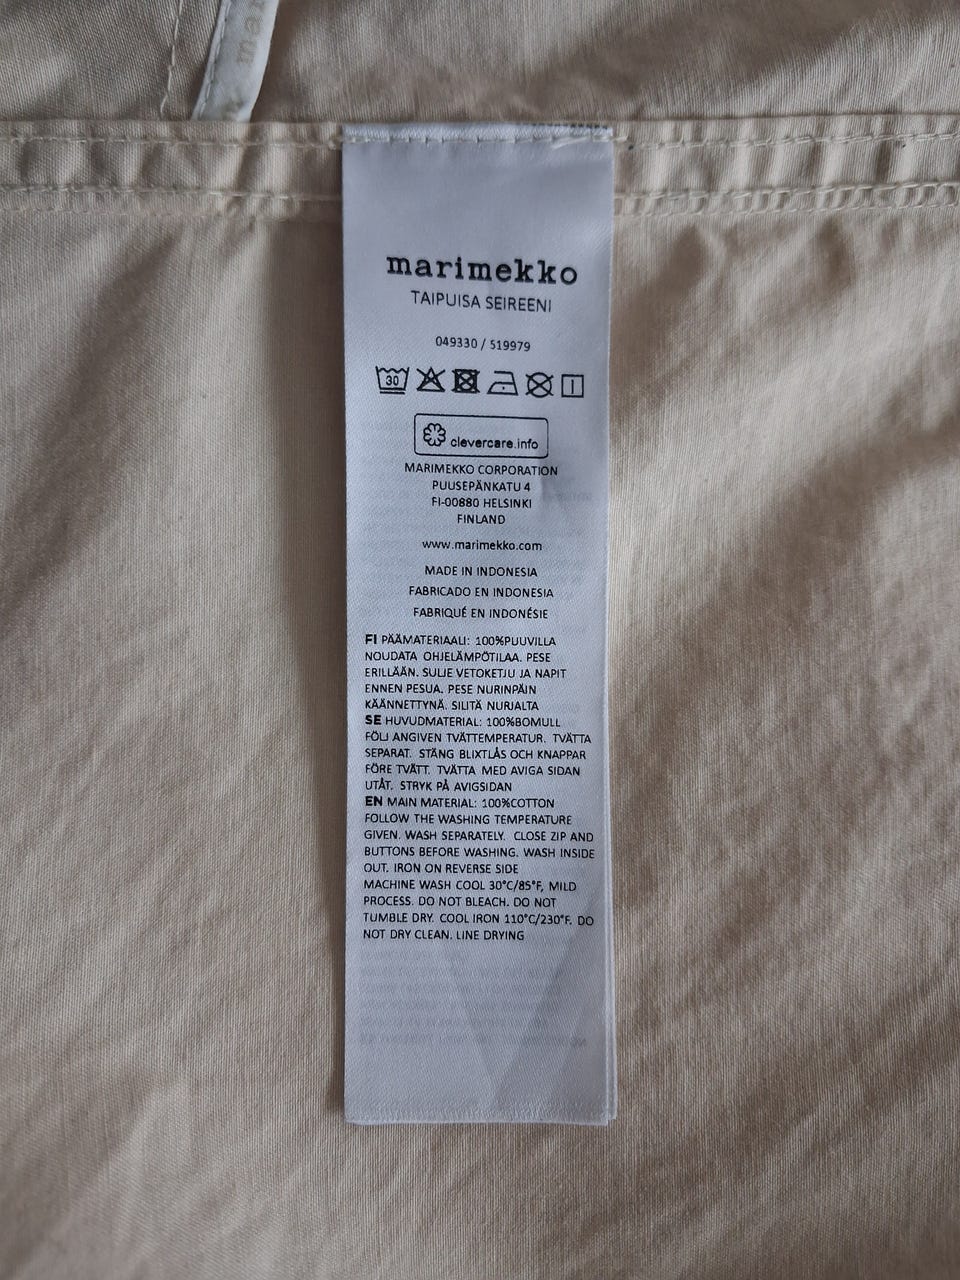 mar
marimekko
TAIPUISA SEIREENI
049330 / 519979
30
clevercare.info
MARIMEKKO CORPORATION
PUUSEPÄNKATU 4
FI-00880 HELSINKI
FINLAND
www.marimekko.com
MADE IN INDONESIA
FABRICADO EN INDONESIA
FABRIQUÉ EN INDONÉSIE
FI PÄÄMATERIAALI: 100%PUUVILLA
NOUDATA OHJELÄMPÖTILAA. PESE
ERILLÄÄN. SULJE VETOKETJU JA NAPIT
ENNEN PESUA. PESE NURINPÄIN
KÄÄNNETTYNÄ. SILITÄ NURJALTA
SE HUVUDMATERIAL: 100%BOMULL
FÖLJ ANGIVEN TVÄTTEMPERATUR. TVÄTTA
SEPARAT. STÄNG BLIXTLÅS OCH KNAPPAR
FÖRE TVÄTT. TVÄTTA MED AVIGA SIDAN
UTÅT. STRYK PÅ AVIGSIDAN
EN MAIN MATERIAL: 100%COTTON
FOLLOW THE WASHING TEMPERATURE
GIVEN. WASH SEPARATELY. CLOSE ZIP AND
BUTTONS BEFORE WASHING. WASH INSIDE
OUT. IRON ON REVERSE SIDE
MACHINE WASH COOL 30°C/85°F, MILD
PROCESS. DO NOT BLEACH. DO NOT
TUMBLE DRY. COOL IRON 110°C/230°F. DO
NOT DRY CLEAN. LINE DRYING